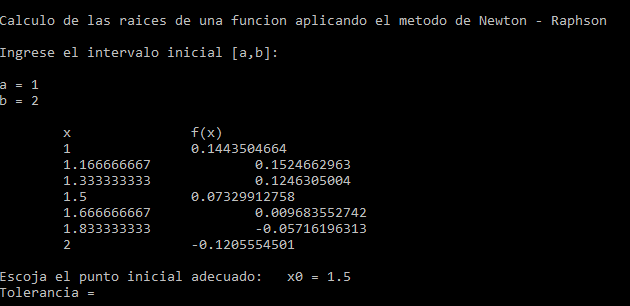 Calculo de las raices de una funcion aplicando el metodo de Newton - Raphson
Ingrese el intervalo inicial [a,b]:
a = 1
b = 2
x f(x)
1 0.1443504664
1.166666667 0.1524662963
1.333333333 0.1246305004
1.5 0.07329912758
1.666666667 0.009683552742
1.833333333 -0.05716196313
2 -0.1205554501
Escoja el punto inicial adecuado: x0 = 1.5
Tolerancia =